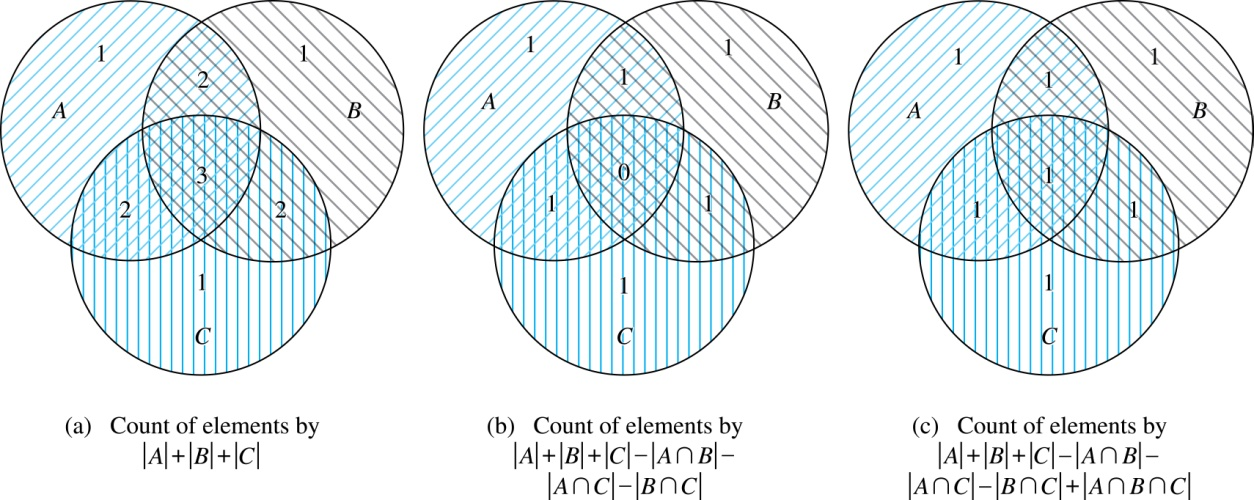 1 1
2
A B
3
2 2
1
C
(a) Count of elements by
|A|+|B|+|C|
1 1
1
A B
0
1 1
1
C
(b) Count of elements by
|A|+|B|+|C|−|A∩B|−
|A∩C|−|B∩C|
1 1
1
A B
1
1 1
1
C
(c) Count of elements by
|A|+|B|+|C|−|A∩B|−
|A∩C|−|B∩C|+|A∩B∩C|